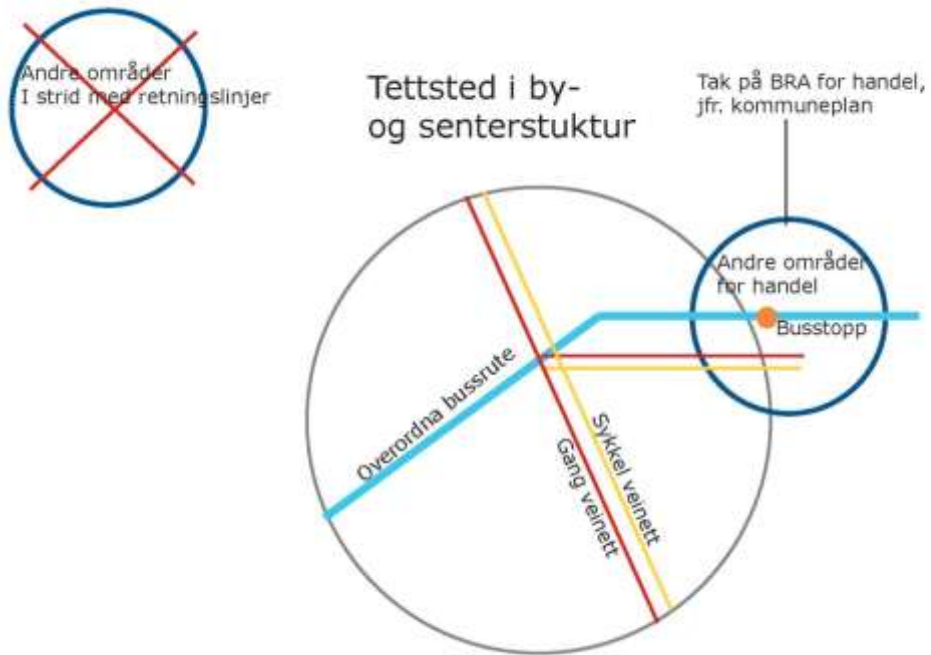 Andre områder
I strid med retningslinjer
Tettsted i by-
og senterstuktur
Tak på BRA for handel,
jfr. kommuneplan
Andre områder
for handel
Busstopp
Overordna bussrute
Sykkel veinett
Gang veinett